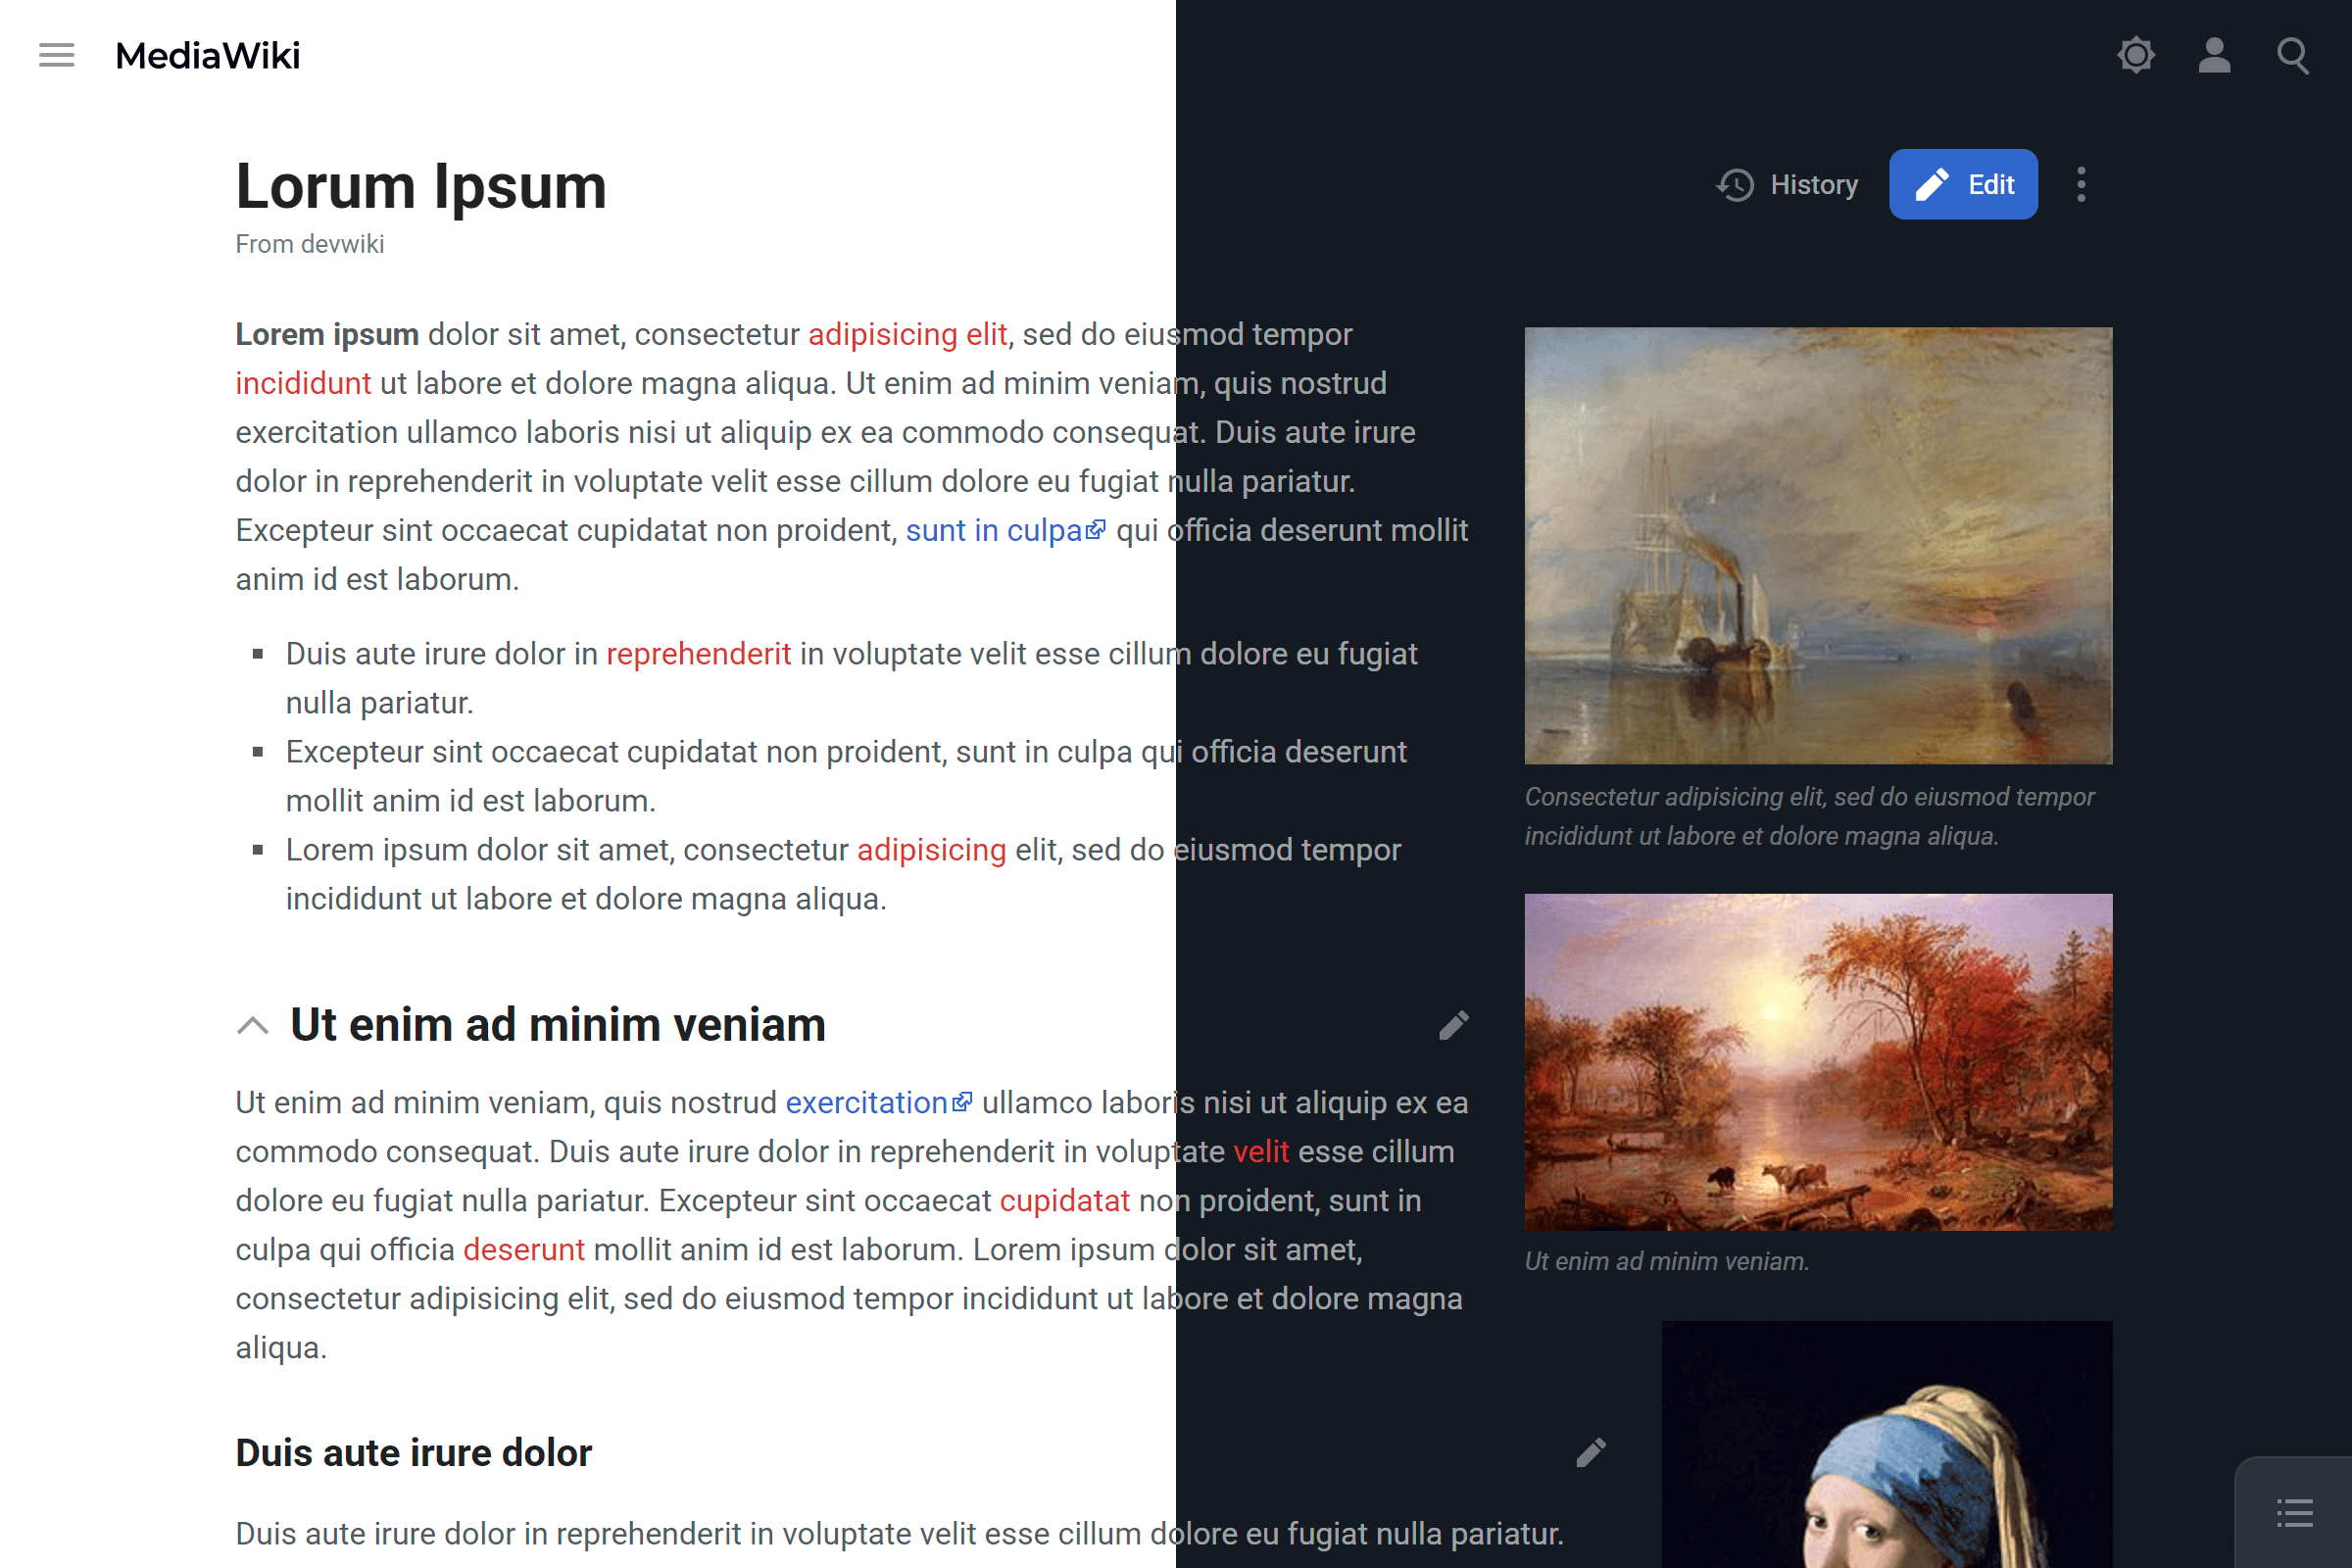 MediaWiki
Lorum Ipsum
History
Edit
From devwiki
Lorem ipsum dolor sit amet, consectetur adipisicing elit, sed do eiusmod tempor
incididunt ut labore et dolore magna aliqua. Ut enim ad minim veniam, quis nostrud
exercitation ullamco laboris nisi ut aliquip ex ea commodo consequat. Duis aute irure
dolor in reprehenderit in voluptate velit esse cillum dolore eu fugiat nulla pariatur.
Excepteur sint occaecat cupidatat non proident, sunt in culpa qui officia deserunt mollit
anim id est laborum.
Duis aute irure dolor in reprehenderit in voluptate velit esse cillum dolore eu fugiat
nulla pariatur.
Excepteur sint occaecat cupidatat non proident, sunt in culpa qui officia deserunt
mollit anim id est laborum.
Lorem ipsum dolor sit amet, consectetur adipisicing elit, sed do eiusmod tempor
incididunt ut labore et dolore magna aliqua.
Consectetur adipisicing elit, sed do eiusmod tempor
incididunt ut labore et dolore magna aliqua.
Ut enim ad minim veniam
Ut enim ad minim veniam, quis nostrud exercitation ullamco laboris nisi ut aliquip ex ea
commodo consequat. Duis aute irure dolor in reprehenderit in voluptate velit esse cillum
dolore eu fugiat nulla pariatur. Excepteur sint occaecat cupidatat non proident, sunt in
culpa qui officia deserunt mollit anim id est laborum. Lorem ipsum dolor sit amet,
consectetur adipisicing elit, sed do eiusmod tempor incididunt ut labore et dolore magna
aliqua.
Ut enim ad minim veniam.
Duis aute irure dolor
Duis aute irure dolor in reprehenderit in voluptate velit esse cillum dolore eu fugiat nulla pariatur.